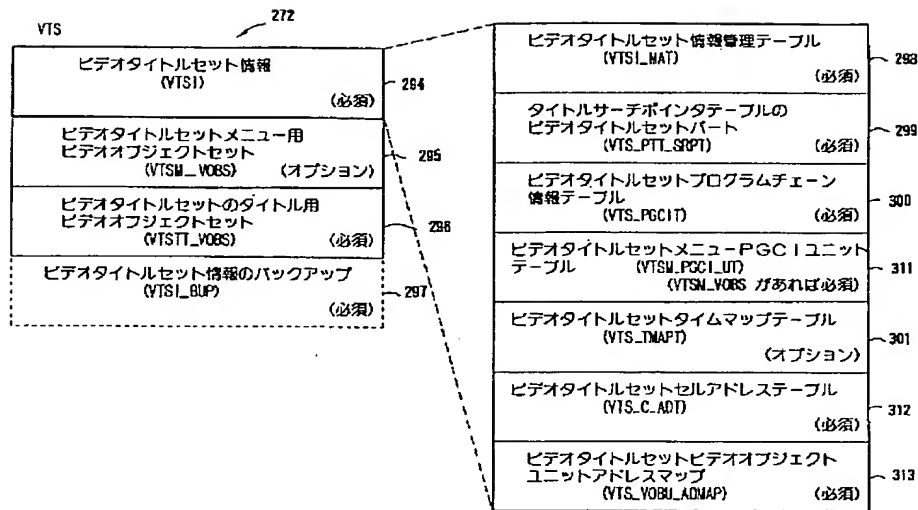 272
VTS
ビデオタイトルセット情報
(VTSI)
(必須)
294
ビデオタイトルセットメニュー用
ビデオオブジェクトセット
(VTSM_VOBS) (オプション)
295
ビデオタイトルセットのタイトル用
ビデオオブジェクトセット
(VTSTT_VOBS) (必須)
296
ビデオタイトルセット情報のバックアップ
(VTSI_BUP)
(必須)
297
ビデオタイトルセット情報管理テーブル
(VTSI_MAT)
(必須)
298
タイトルサーチポインタテーブルの
ビデオタイトルセットパート
(VTS_PTT_SRPT) (必須)
299
ビデオタイトルセットプログラムチェーン
情報テーブル
(VTS_PGCIT) (必須)
300
ビデオタイトルセットメニューPGCIユニット
テーブル (VTSM_PGCI_UT)
(VTSM_VOBS があれば必須)
311
ビデオタイトルセットタイムマップテーブル
(VTS_TMAPT)
(オプション)
301
ビデオタイトルセットセルアドレステーブル
(VTS_C_ADT)
(必須)
312
ビデオタイトルセットビデオオブジェクト
ユニットアドレスマップ
(VTS_VOBU_ADMAP) (必須)
313